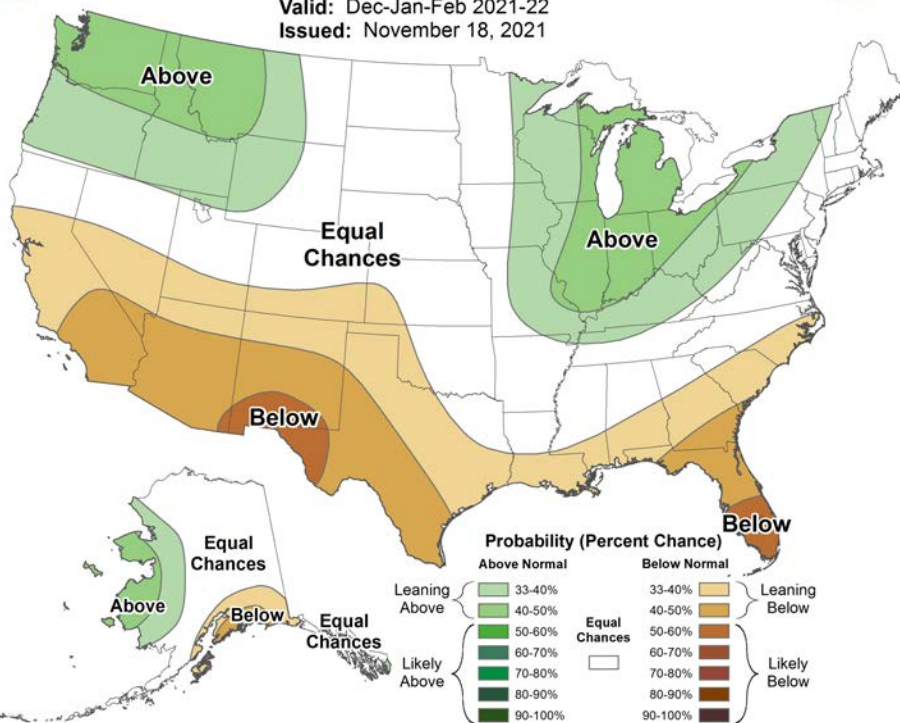 Valid: Dec-Jan-Feb 2021-22
Issued: November 18, 2021
Above
Equal
Chances
Above
Below
Below
Equal
Chances
Above
Below
Equal
Chances
Probability (Percent Chance)
Above Normal
Below Normal
Leaning
Above
33-40%
40-50%
Likely
Above
50-60%
60-70%
70-80%
80-90%
90-100%
Equal
Chances
33-40%
40-50%
Leaning
Below
50-60%
60-70%
70-80%
80-90%
90-100%
Likely
Below